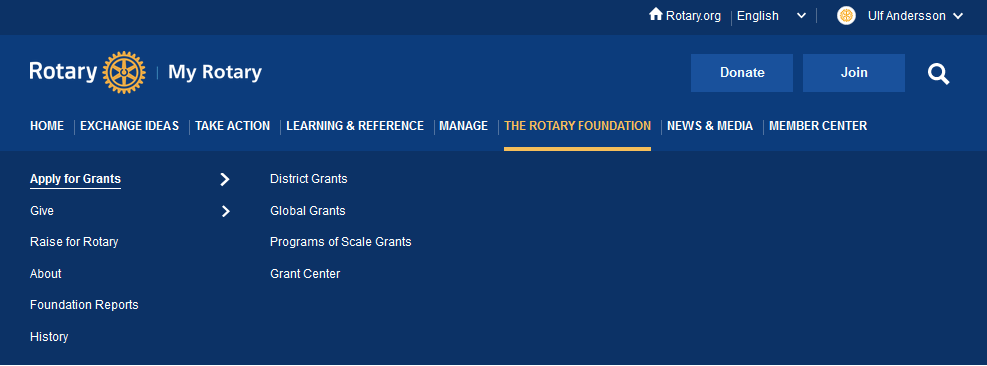 Rotary.org English Ulf Andersson
Rotary My Rotary Donate Join
HOME EXCHANGE IDEAS TAKE ACTION LEARNING & REFERENCE MANAGE THE ROTARY FOUNDATION NEWS & MEDIA MEMBER CENTER
Apply for Grants District Grants
Give Global Grants
Raise for Rotary Programs of Scale Grants
About Grant Center
Foundation Reports
History